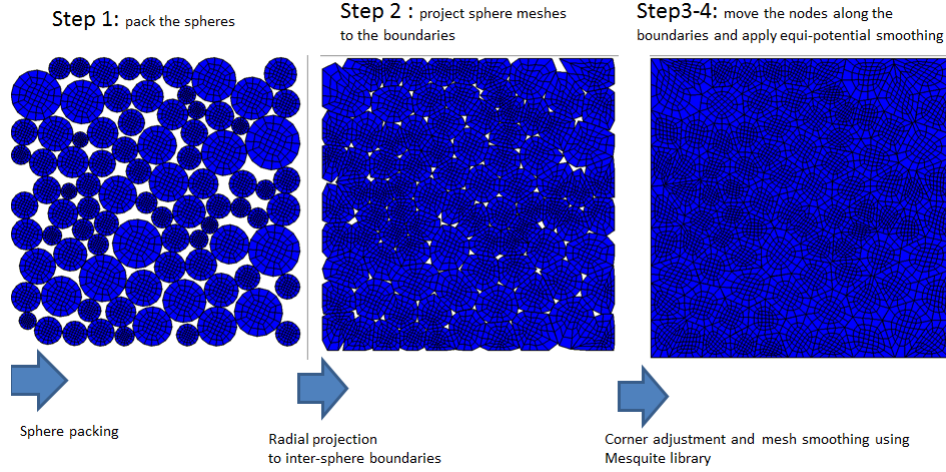 Step 1: pack the spheres
Step 2 : project sphere meshes
to the boundaries
Step3-4: move the nodes along the
boundaries and apply equi-potential smoothing
Sphere packing
Radial projection
to inter-sphere boundaries
Corner adjustment and mesh smoothing using
Mesquite library